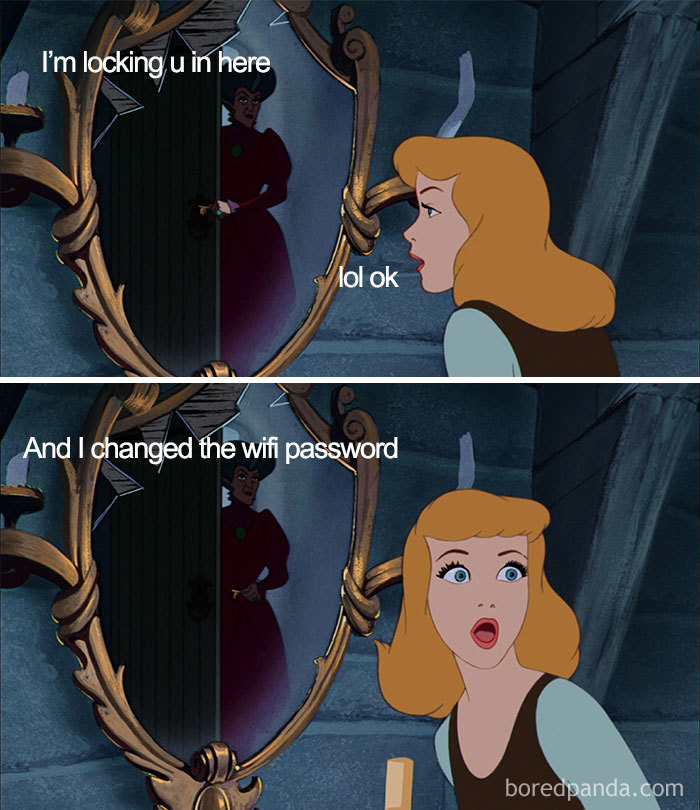 I'm locking u in here
lol ok
And I changed the wifi password
boredpanda.com